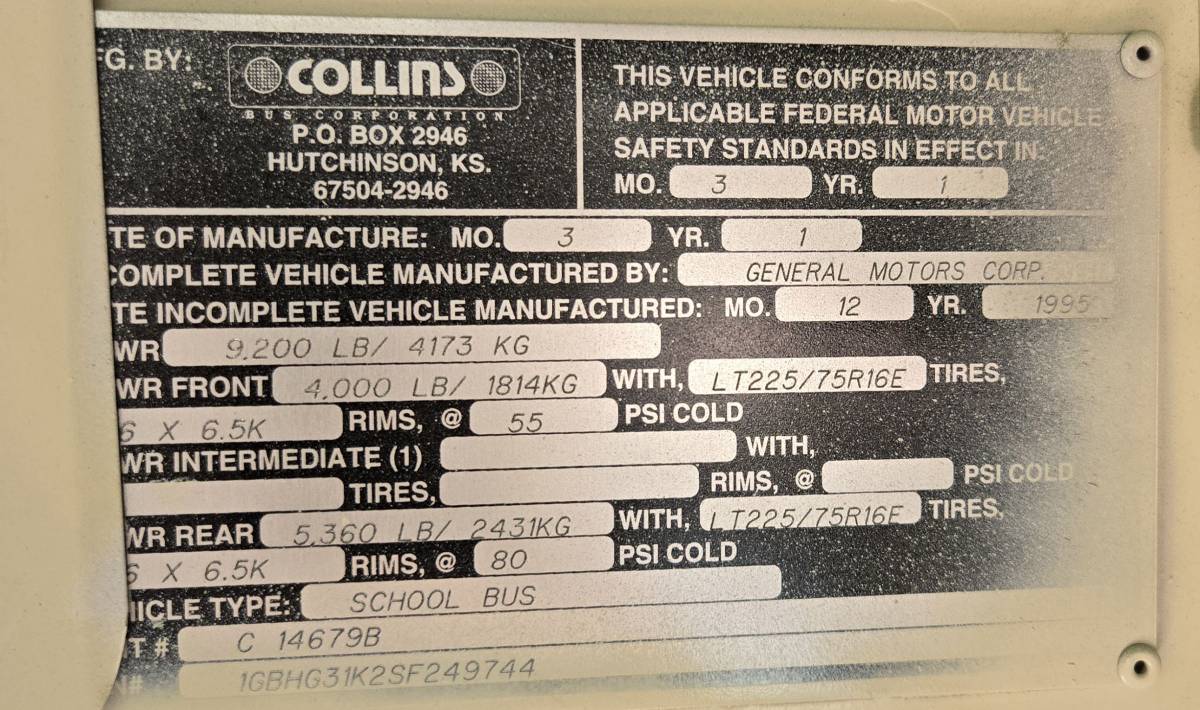 FG. BY:
COLLINS
BUS CORPORATION
P.O. BOX 2946
HUTCHINSON, KS.
67504-2946
THIS VEHICLE CONFORMS TO ALL
APPLICABLE FEDERAL MOTOR VEHICLE
SAFETY STANDARDS IN EFFECT IN:
MO. 3 YR. 1
TE OF MANUFACTURE: MO. 3 YR. 1
COMPLETE VEHICLE MANUFACTURED BY: GENERAL MOTORS CORP.
TE INCOMPLETE VEHICLE MANUFACTURED: MO. 12 YR. 1995
WR 9,200 LB/ 4173 KG
WR FRONT 4,000 LB/ 1814KG WITH, LT225/75R16E TIRES,
6 X 6.5K RIMS, @ 55 PSI COLD
WR INTERMEDIATE (1) WITH,
TIRES, RIMS, @ PSI COLD
WR REAR 5,360 LB/ 2431KG WITH, LT225/75R16E TIRES,
6 X 6.5K RIMS, @ 80 PSI COLD
HICLE TYPE: SCHOOL BUS
T # C 14679B
N# 1GBHG31K2SF249744